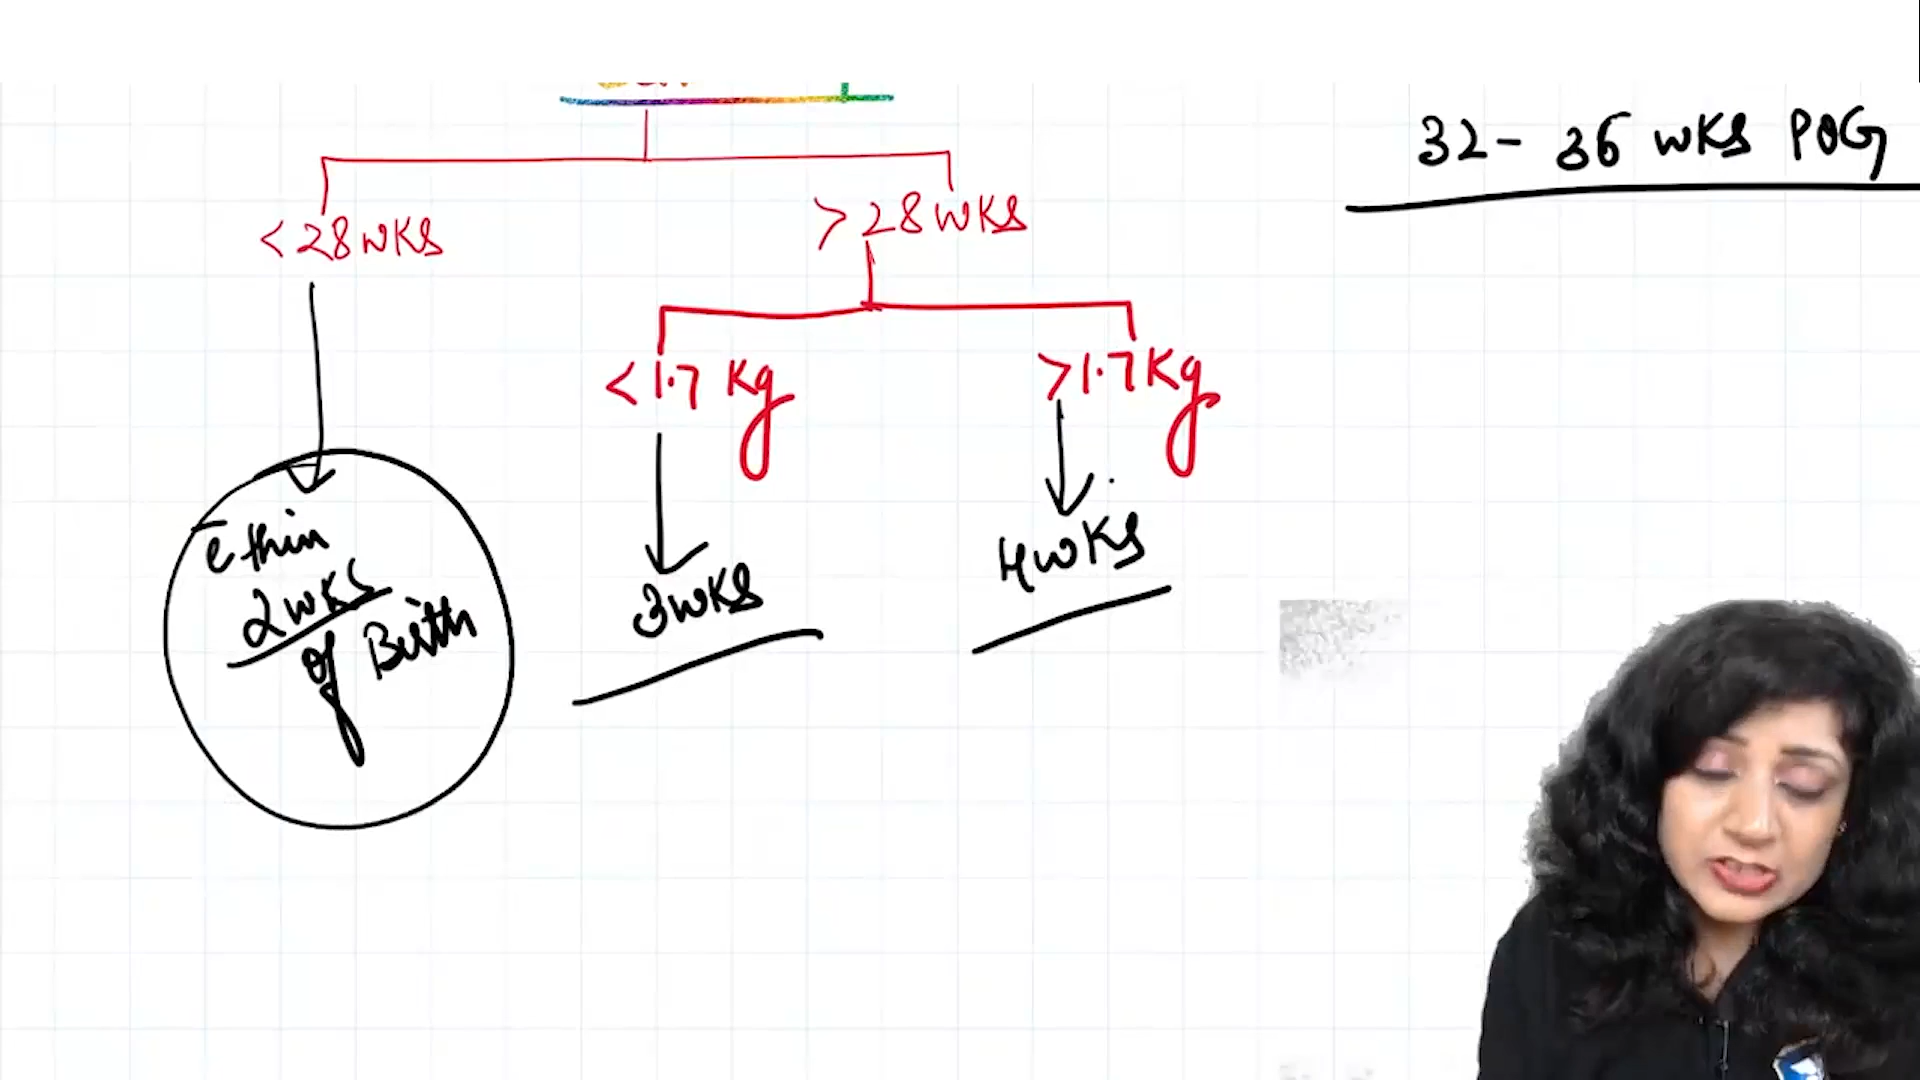 32 - 36 wks POG
< 28 wks
> 28 wks
< 1.7 Kg
> 1.7 Kg
c̄ thin
2 wks
of Birth
3 wks
4 wks